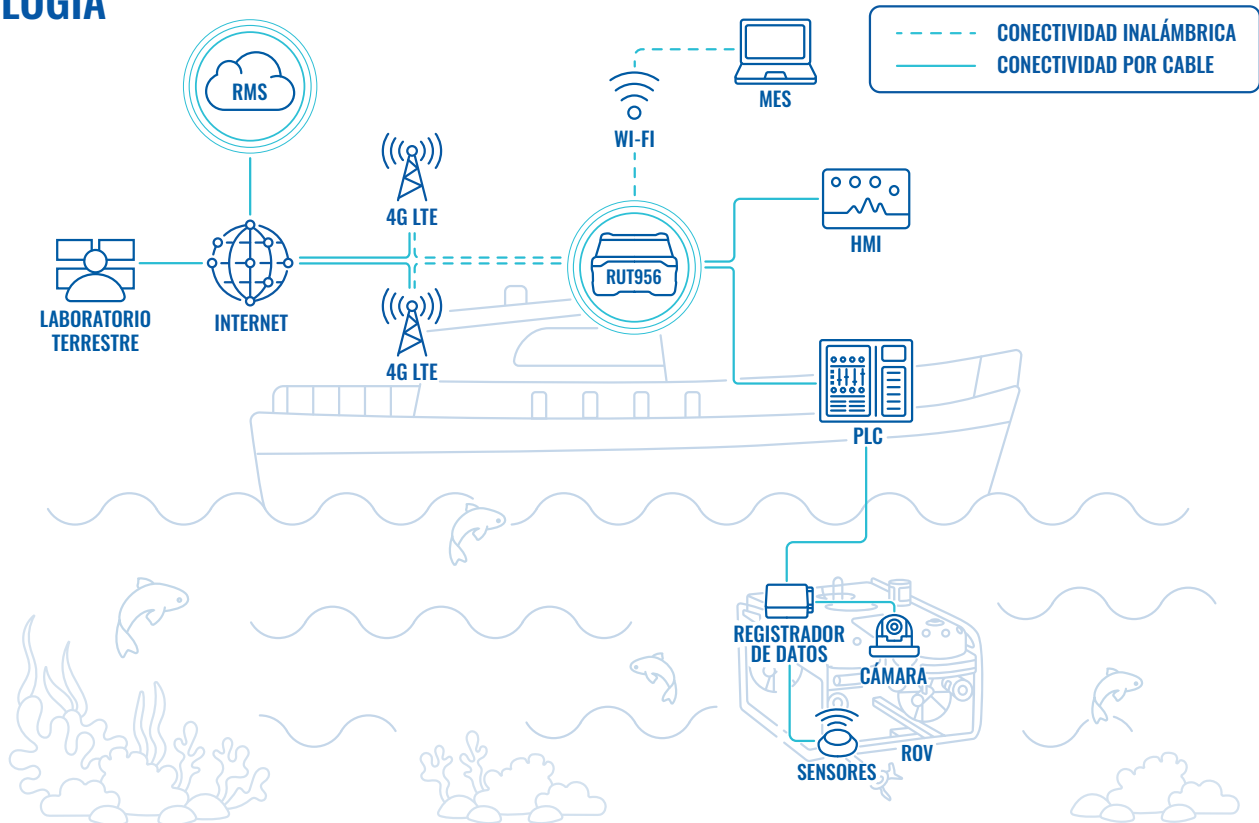 CONECTIVIDAD INALÁMBRICA
CONECTIVIDAD POR CABLE
RMS
MES
WI-FI
4G LTE
HMI
RUT956
LABORATORIO
TERRESTRE
INTERNET
4G LTE
PLC
REGISTRADOR
DE DATOS
CÁMARA
SENSORES
ROV